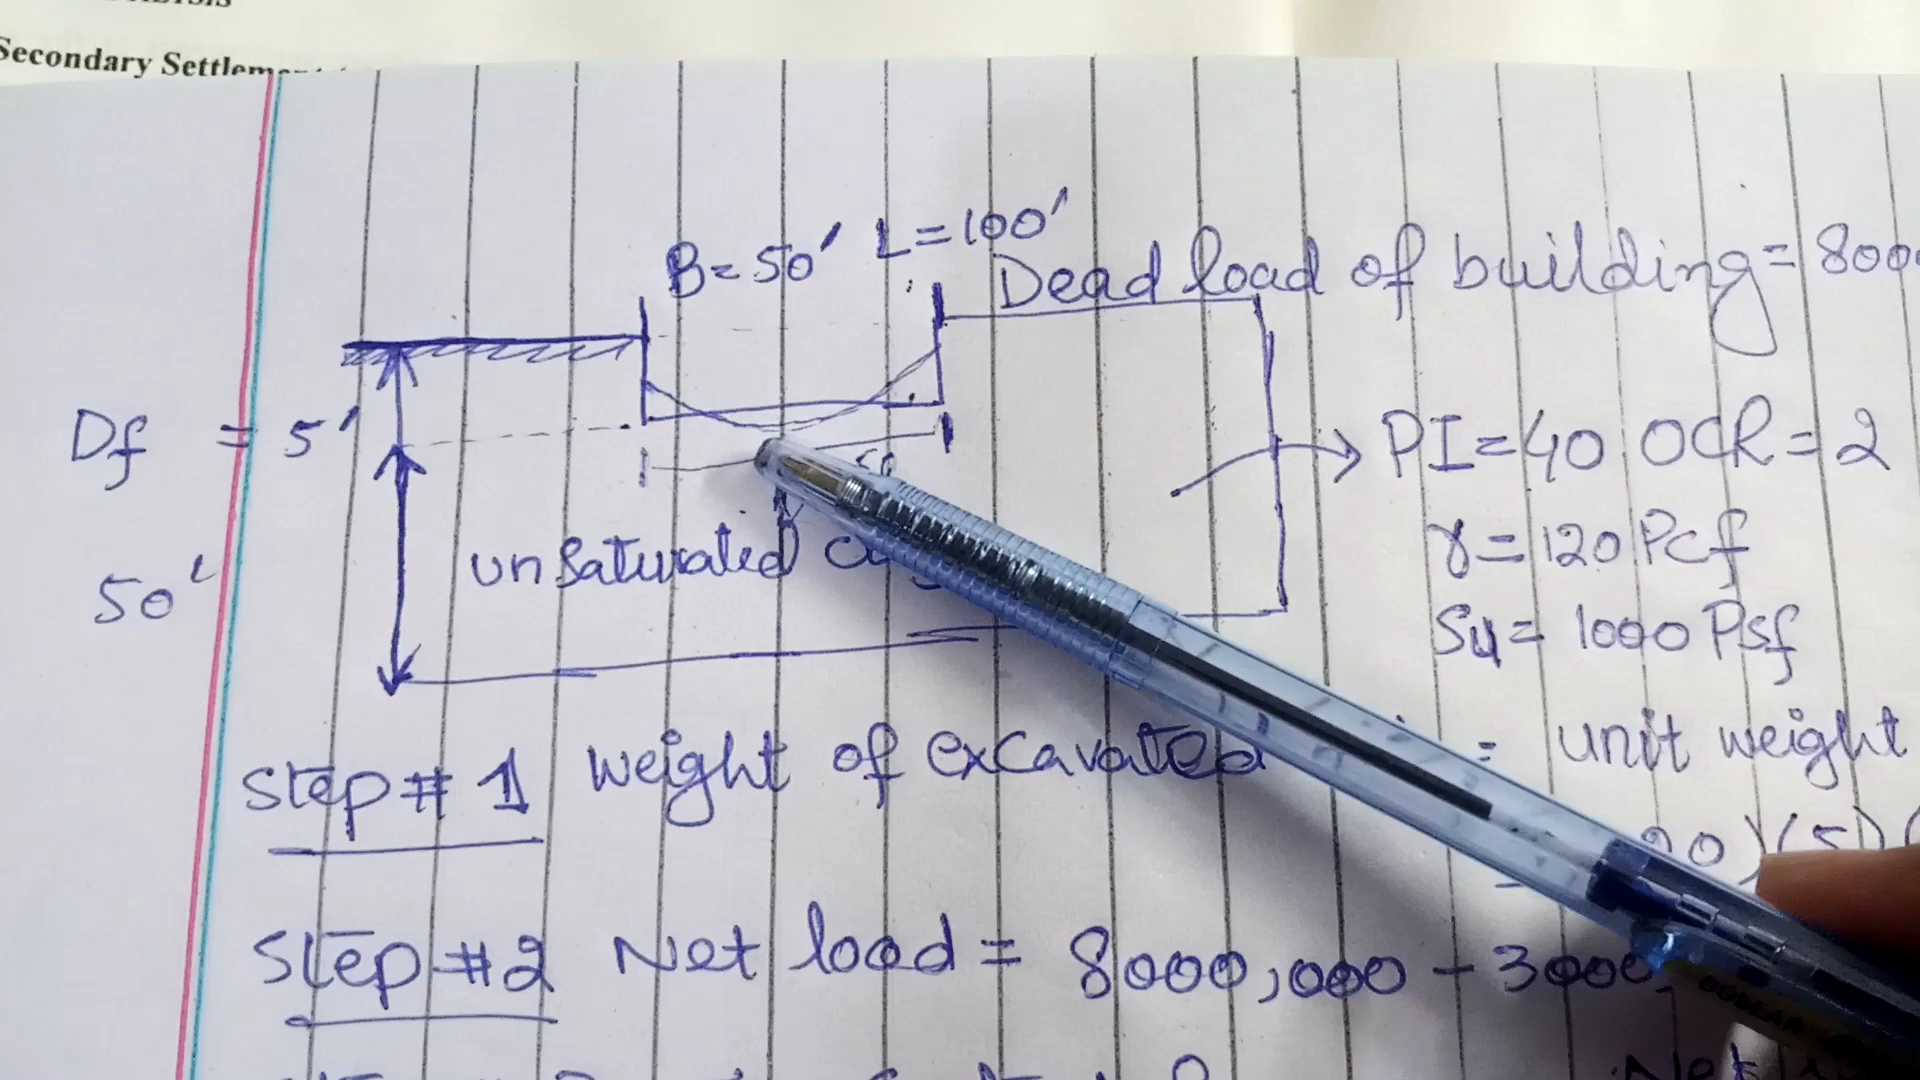 Secondary Settlem
B= 50' L=100'
Dead load of building= 800
Df = 5'
PI=40 OCR=2
50'
unsaturated
γ= 120 Pcf
Su= 1000 Psf
Step # 1 weight of excavated = unit weight
)(5)(
Step #2 Net load = 8000,000 - 3000,